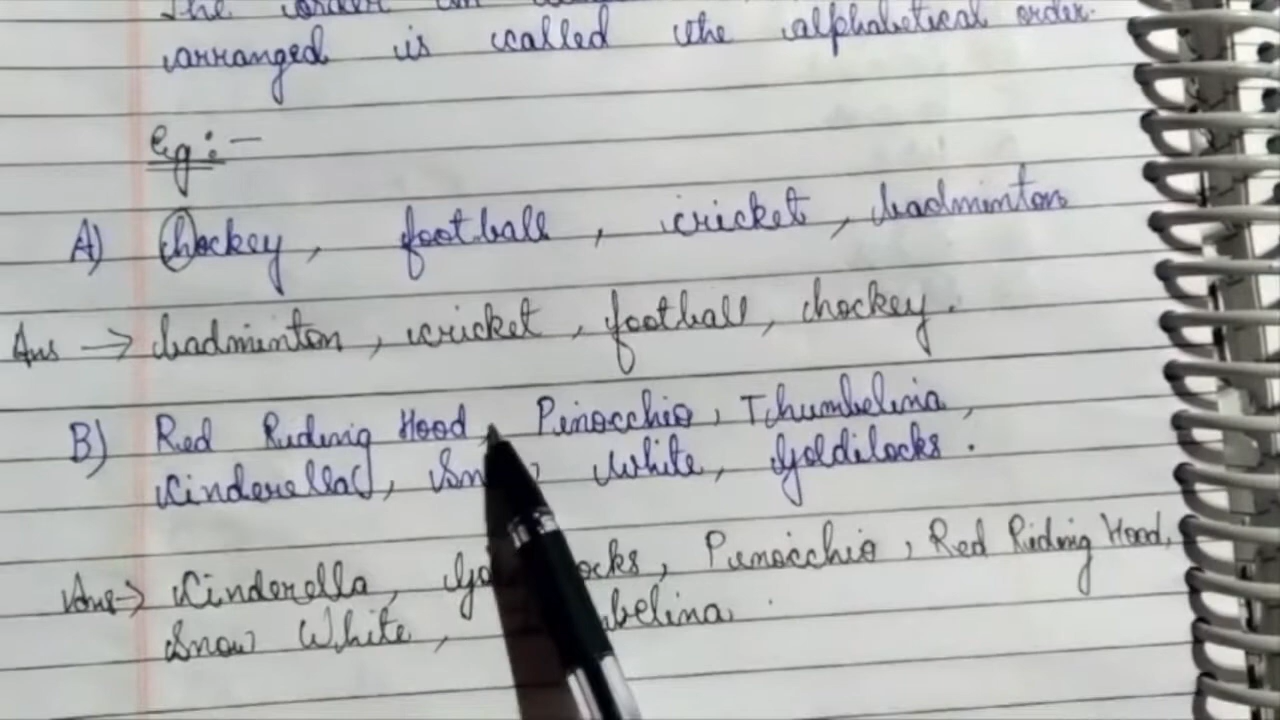 The
arranged is called the alphabetical order.
eg:-
A) hockey, football, cricket, badminton
Ans → badminton, cricket, football, hockey.
B) Red Riding Hood, Pinocchio, Thumbelina,
Cinderella, White, Goldilocks.
Ans → Cinderella, Pinocchio, Red Riding Hood,
Snow White,